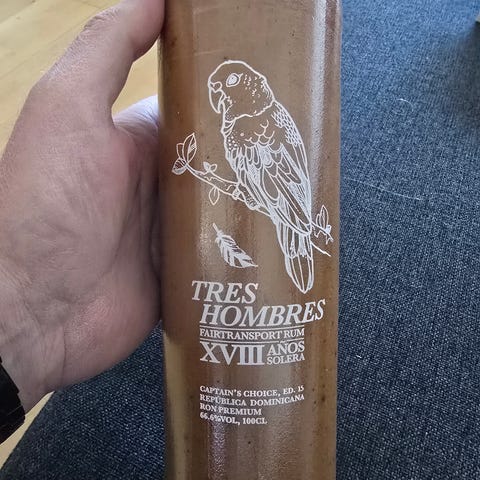 TRES
HOMBRES
FAIRTRANSPORT RUM
XVIII AÑOS
SOLERA
CAPTAIN'S CHOICE, ED. 15
REPÚBLICA DOMINICANA
RON PREMIUM
66,6%VOL, 100CL